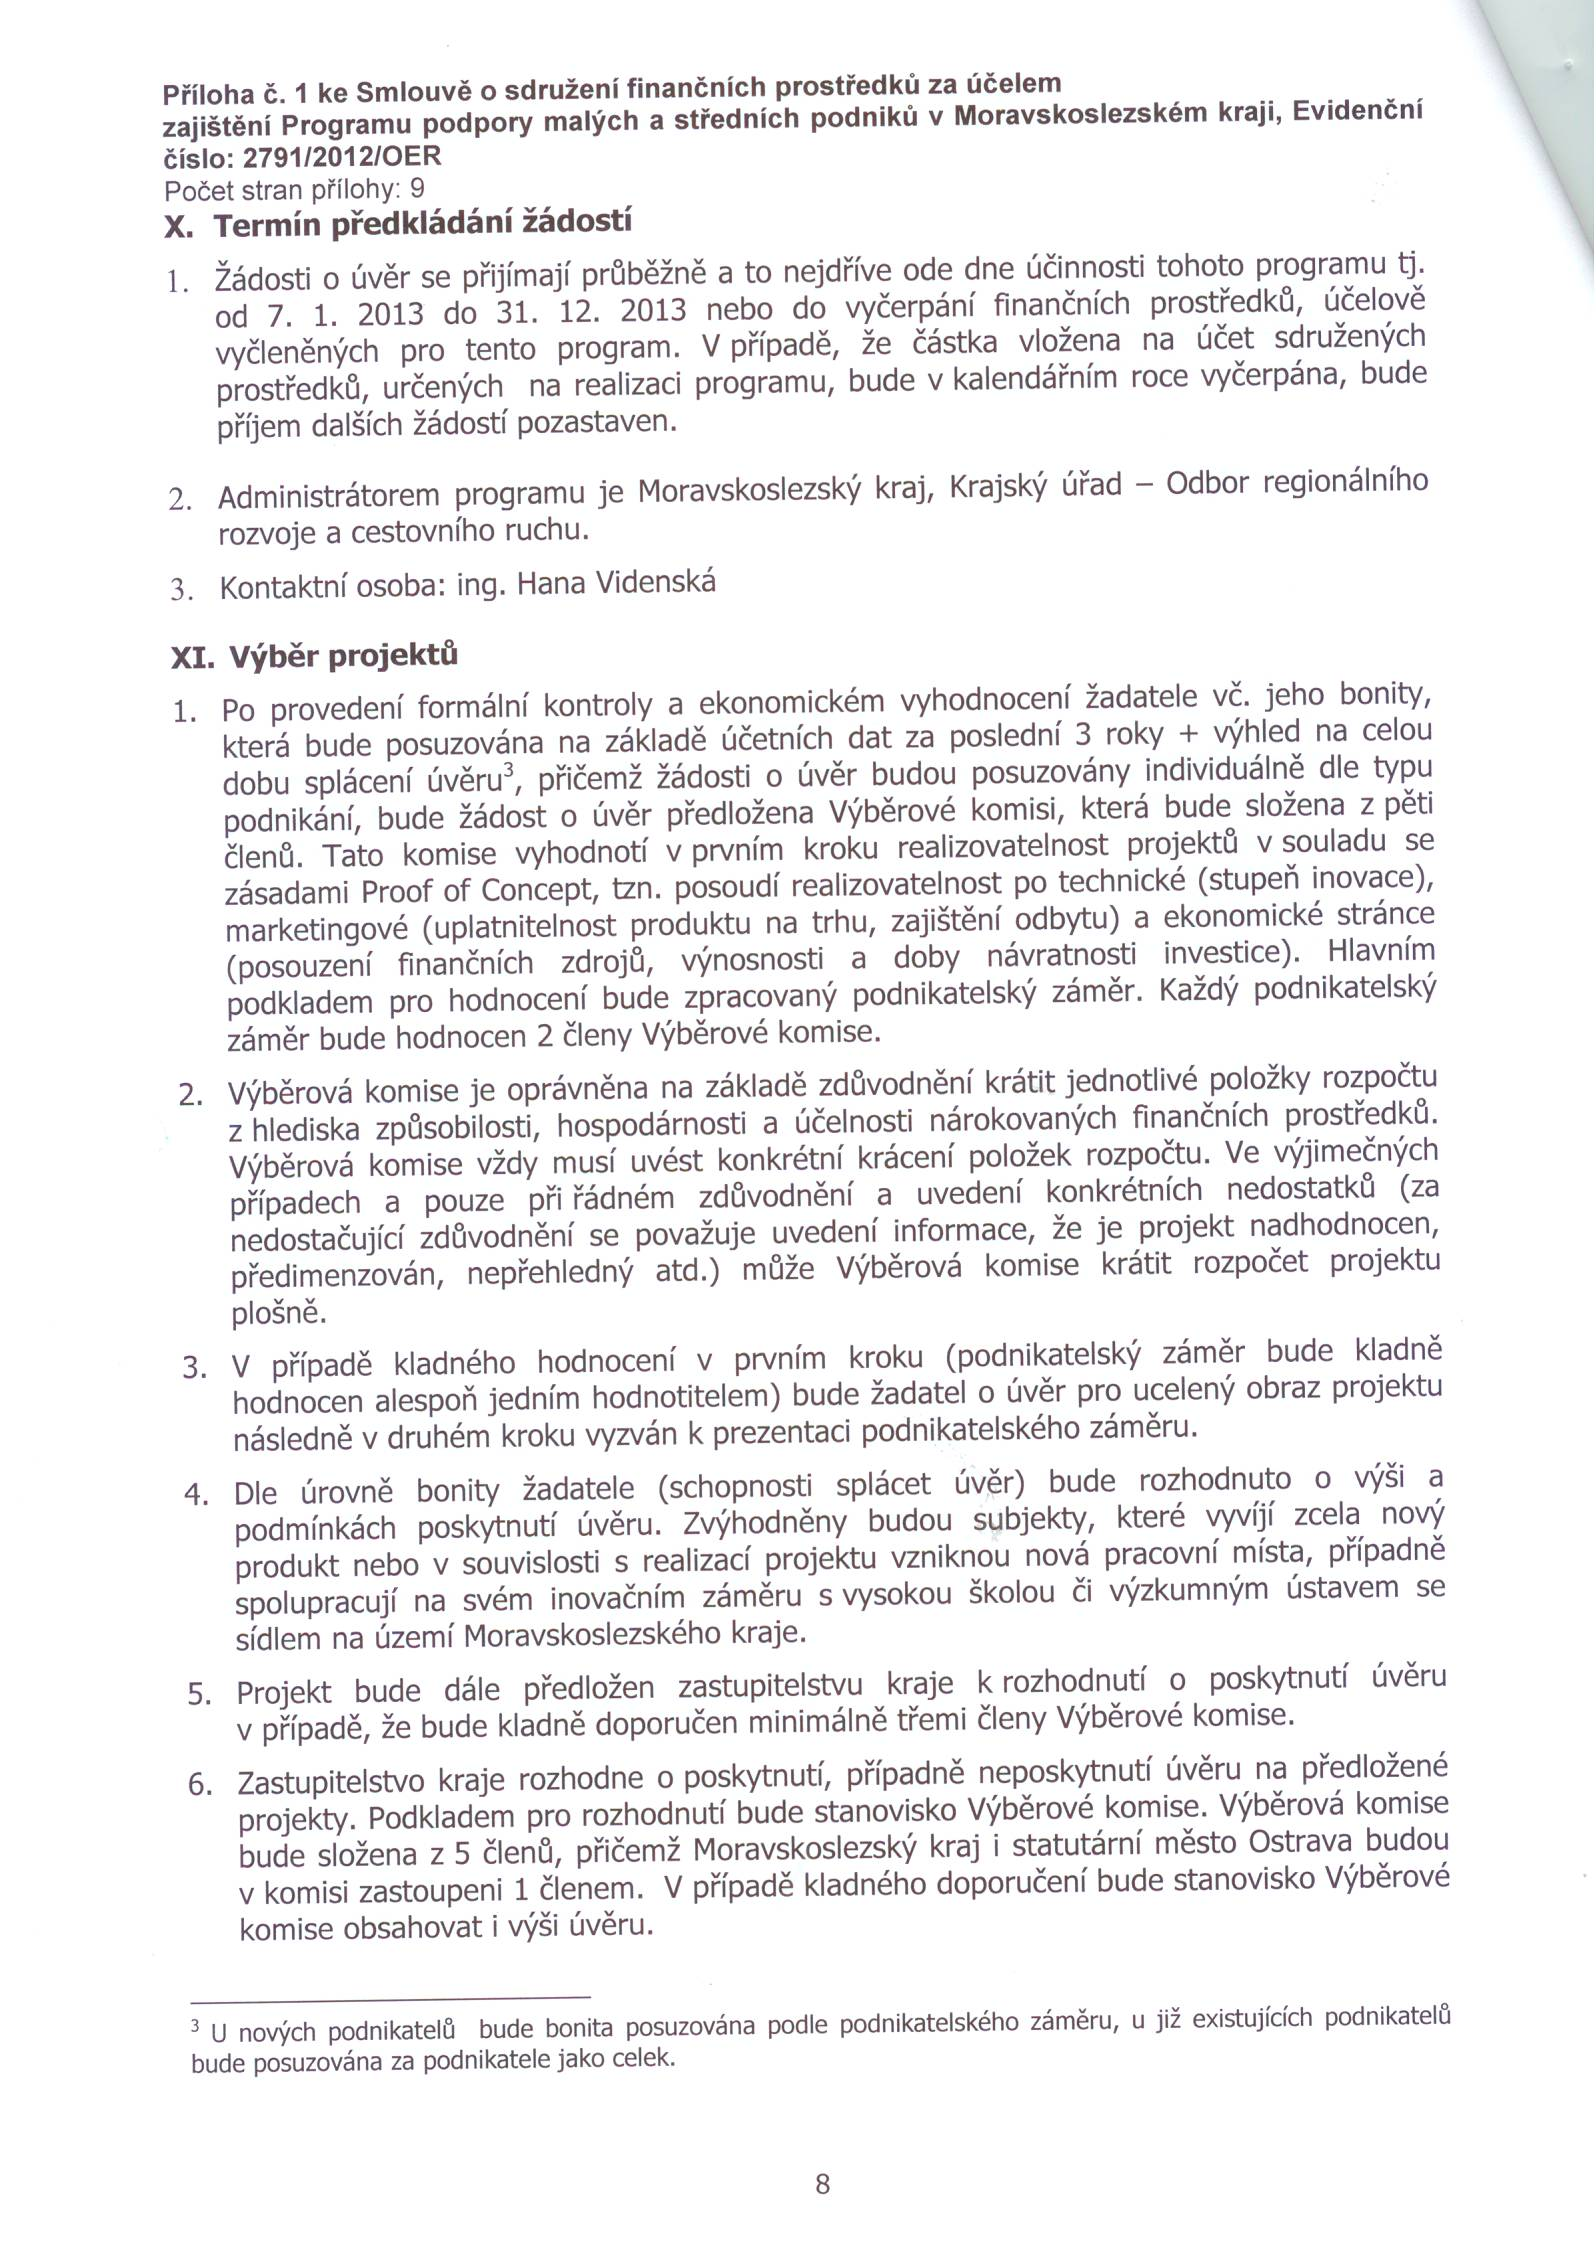 Příloha č. 1 ke Smlouvě o sdružení finančních prostředků za účelem
zajištění Programu podpory malých a středních podniků v Moravskoslezském kraji, Evidenční
číslo: 2791/2012/OER
Počet stran přílohy: 9
X. Termín předkládání žádostí
1. Žádosti o úvěr se přijímají průběžně a to nejdříve ode dne účinnosti tohoto programu tj.
od 7. 1. 2013 do 31. 12. 2013 nebo do vyčerpání finančních prostředků, účelově
vyčleněných pro tento program. V případě, že částka vložena na účet sdružených
prostředků, určených na realizaci programu, bude v kalendářním roce vyčerpána, bude
příjem dalších žádostí pozastaven.
2. Administrátorem programu je Moravskoslezský kraj, Krajský úřad – Odbor regionálního
rozvoje a cestovního ruchu.
3. Kontaktní osoba: ing. Hana Videnská
XI. Výběr projektů
1. Po provedení formální kontroly a ekonomickém vyhodnocení žadatele vč. jeho bonity,
která bude posuzována na základě účetních dat za poslední 3 roky + výhled na celou
dobu splácení úvěru³, přičemž žádosti o úvěr budou posuzovány individuálně dle typu
podnikání, bude žádost o úvěr předložena Výběrové komisi, která bude složena z pěti
členů. Tato komise vyhodnotí v prvním kroku realizovatelnost projektů v souladu se
zásadami Proof of Concept, tzn. posoudí realizovatelnost po technické (stupeň inovace),
marketingové (uplatnitelnost produktu na trhu, zajištění odbytu) a ekonomické stránce
(posouzení finančních zdrojů, výnosnosti a doby návratnosti investice). Hlavním
podkladem pro hodnocení bude zpracovaný podnikatelský záměr. Každý podnikatelský
záměr bude hodnocen 2 členy Výběrové komise.
2. Výběrová komise je oprávněna na základě zdůvodnění krátit jednotlivé položky rozpočtu
z hlediska způsobilosti, hospodárnosti a účelnosti nárokovaných finančních prostředků.
Výběrová komise vždy musí uvést konkrétní krácení položek rozpočtu. Ve výjimečných
případech a pouze při řádném zdůvodnění a uvedení konkrétních nedostatků (za
nedostačující zdůvodnění se považuje uvedení informace, že je projekt nadhodnocen,
předimenzován, nepřehledný atd.) může Výběrová komise krátit rozpočet projektu
plošně.
3. V případě kladného hodnocení v prvním kroku (podnikatelský záměr bude kladně
hodnocen alespoň jedním hodnotitelem) bude žadatel o úvěr pro ucelený obraz projektu
následně v druhém kroku vyzván k prezentaci podnikatelského záměru.
4. Dle úrovně bonity žadatele (schopnosti splácet úvěr) bude rozhodnuto o výši a
podmínkách poskytnutí úvěru. Zvýhodněny budou subjekty, které vyvíjí zcela nový
produkt nebo v souvislosti s realizací projektu vzniknou nová pracovní místa, případně
spolupracují na svém inovačním záměru s vysokou školou či výzkumným ústavem se
sídlem na území Moravskoslezského kraje.
5. Projekt bude dále předložen zastupitelstvu kraje k rozhodnutí o poskytnutí úvěru
v případě, že bude kladně doporučen minimálně třemi členy Výběrové komise.
6. Zastupitelstvo kraje rozhodne o poskytnutí, případně neposkytnutí úvěru na předložené
projekty. Podkladem pro rozhodnutí bude stanovisko Výběrové komise. Výběrová komise
bude složena z 5 členů, přičemž Moravskoslezský kraj i statutární město Ostrava budou
v komisi zastoupeni 1 členem. V případě kladného doporučení bude stanovisko Výběrové
komise obsahovat i výši úvěru.
³ U nových podnikatelů bude bonita posuzována podle podnikatelského záměru, u již existujících podnikatelů
bude posuzována za podnikatele jako celek.
8